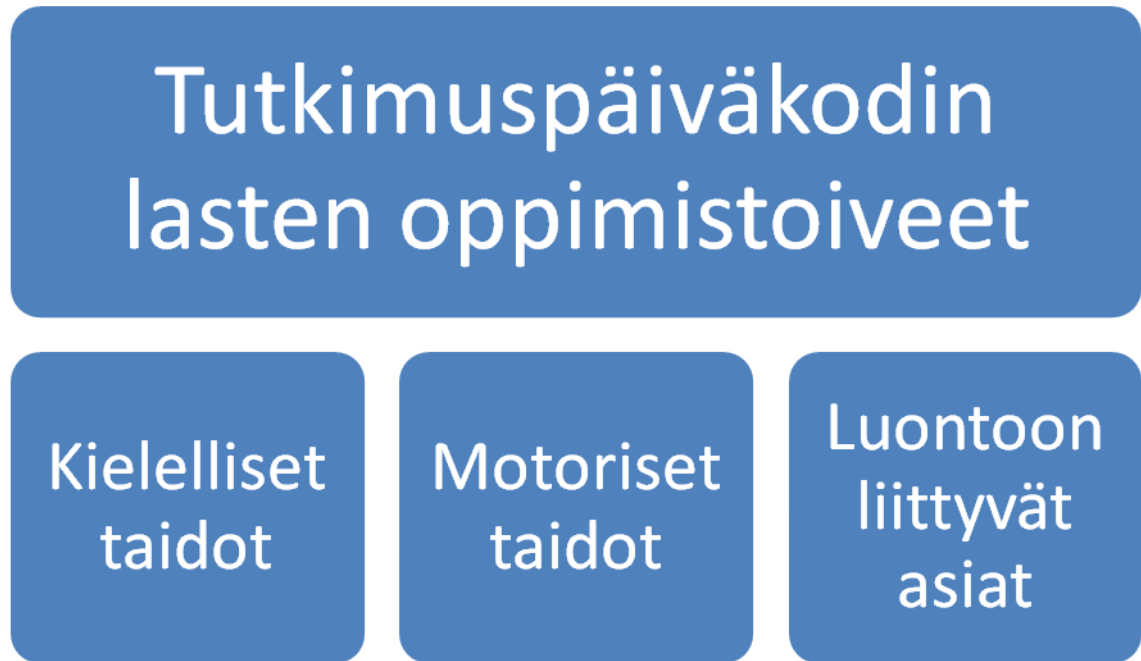 Tutkimuspäiväkodin
lasten oppimistoiveet
Kielelliset
taidot
Motoriset
taidot
Luontoon
liittyvät
asiat